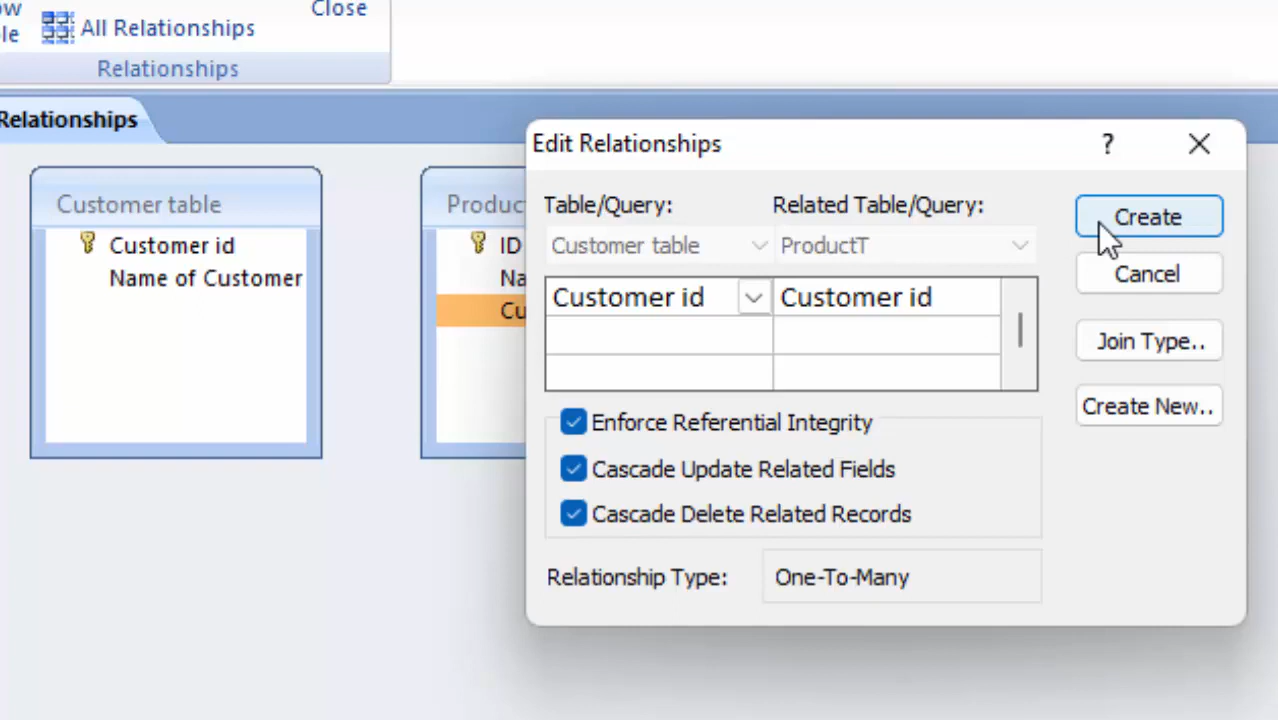 Close
All Relationships
Relationships
Relationships
Edit Relationships
?
Customer table
Customer id
Name of Customer
ID
Table/Query:
Related Table/Query:
Customer table
ProductT
Customer id
Customer id
Enforce Referential Integrity
Cascade Update Related Fields
Cascade Delete Related Records
Relationship Type:
One-To-Many
Create
Cancel
Join Type..
Create New..